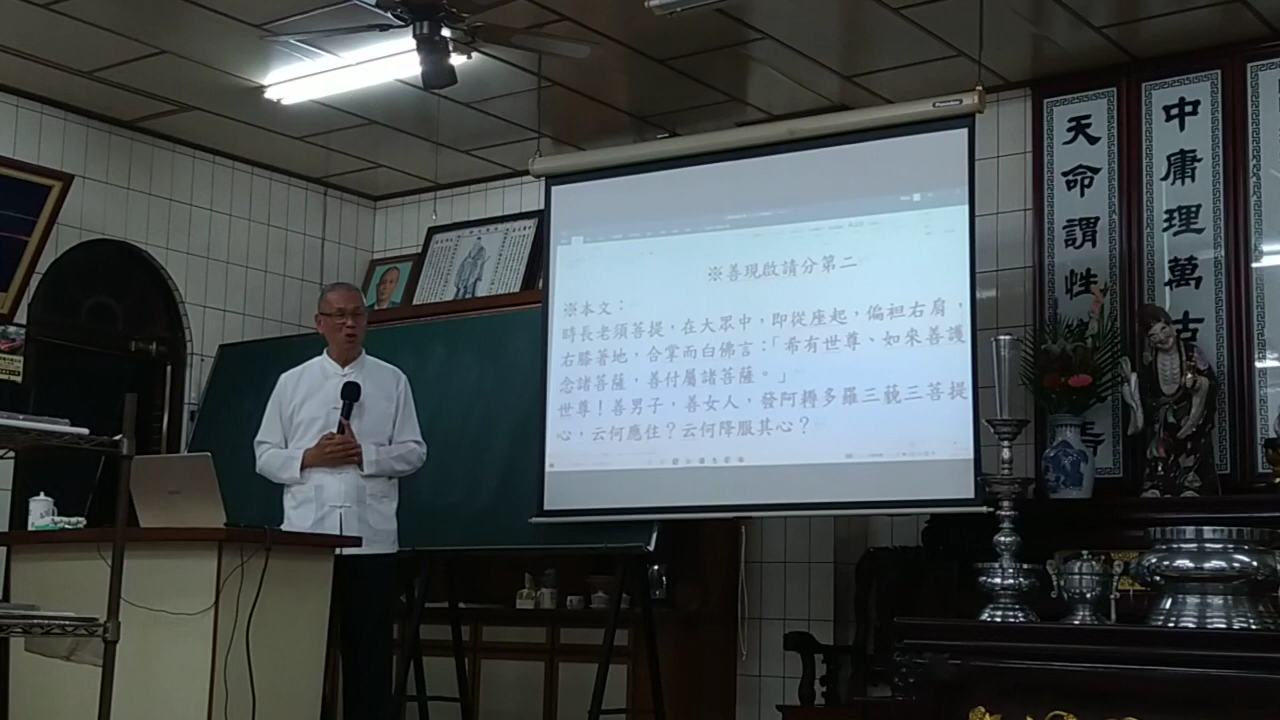 ※善現啟請分第二
※本文：
時長老須菩提，在大眾中，即從座起，偏袒右肩，
右膝著地，合掌而白佛言：「希有世尊、如來善護
念諸菩薩，善付屬諸菩薩。」
世尊！善男子，善女人，發阿耨多羅三藐三菩提
心，云何應住？云何降服其心？
天命謂性
中庸理萬古